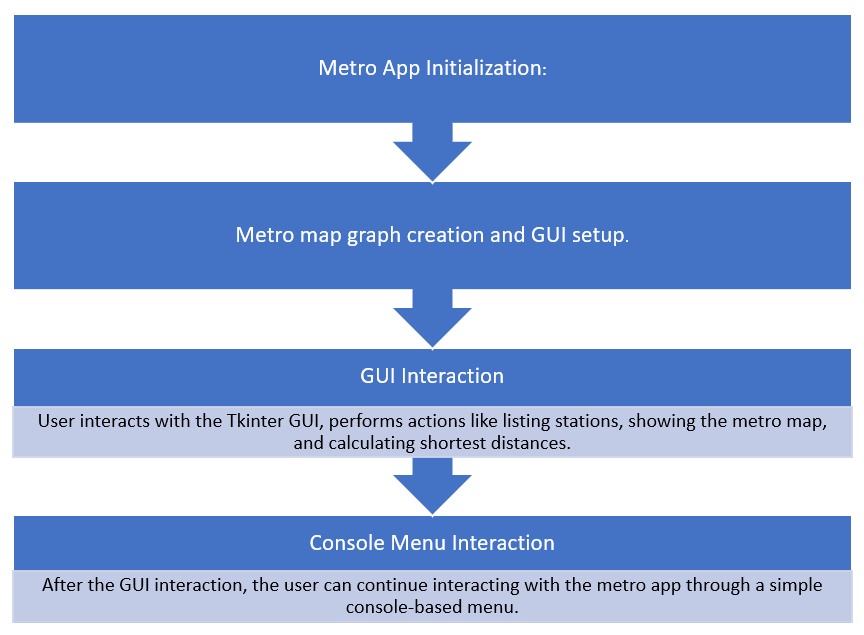 Metro App Initialization:
Metro map graph creation and GUI setup.
GUI Interaction
User interacts with the Tkinter GUI, performs actions like listing stations, showing the metro map,
and calculating shortest distances.
Console Menu Interaction
After the GUI interaction, the user can continue interacting with the metro app through a simple
console-based menu.